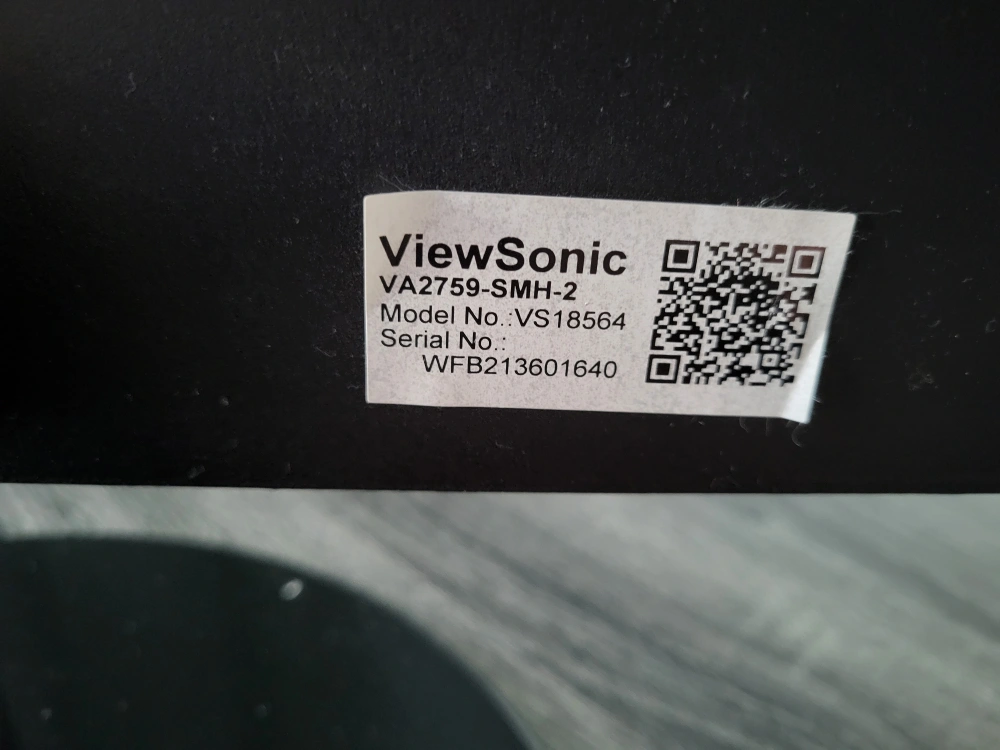 ViewSonic
VA2759-SMH-2
Model No.:VS18564
Serial No.:
WFB213601640